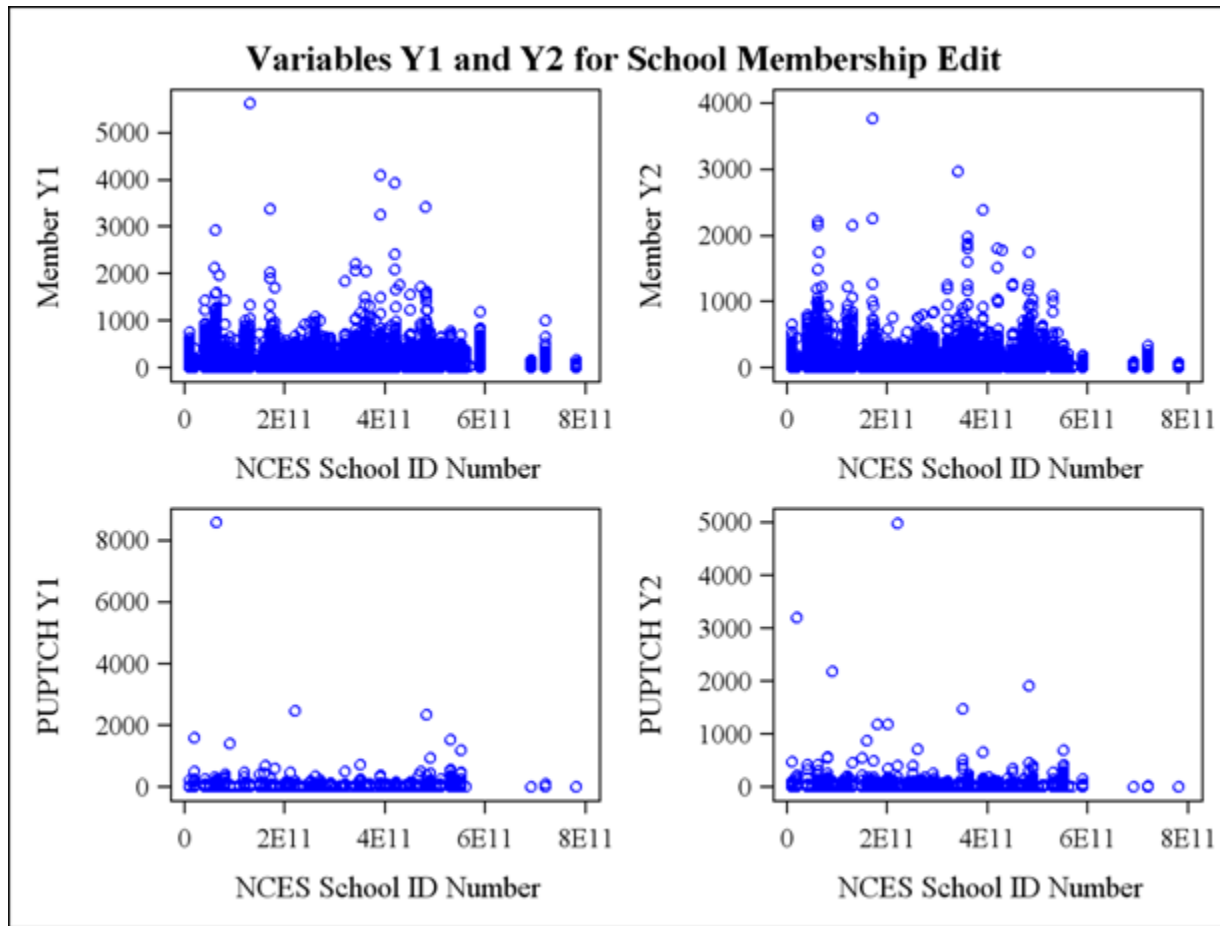 Variables Y1 and Y2 for School Membership Edit
Member Y1
5000
4000
3000
2000
1000
0
0 2E11 4E11 6E11 8E11
NCES School ID Number
Member Y2
4000
3000
2000
1000
0
0 2E11 4E11 6E11 8E11
NCES School ID Number
PUPTCH Y1
8000
6000
4000
2000
0
0 2E11 4E11 6E11 8E11
NCES School ID Number
PUPTCH Y2
5000
4000
3000
2000
1000
0
0 2E11 4E11 6E11 8E11
NCES School ID Number